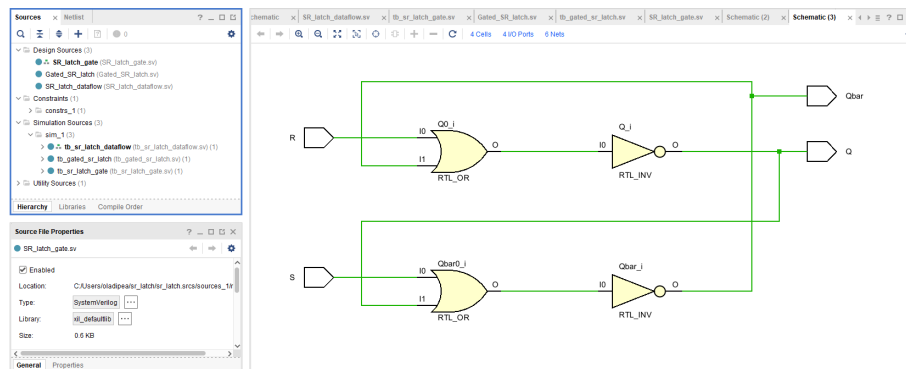 Sources × Netlist ? _ □ ⧉
0
Design Sources (3)
SR_latch_gate (SR_latch_gate.sv)
Gated_SR_latch (Gated_SR_latch.sv)
SR_latch_dataflow (SR_latch_dataflow.sv)
Constraints (1)
constrs_1 (1)
Simulation Sources (3)
sim_1 (3)
tb_sr_latch_dataflow (tb_sr_latch_dataflow.sv) (1)
tb_gated_sr_latch (tb_gated_sr_latch.sv) (1)
tb_sr_latch_gate (tb_sr_latch_gate.sv) (1)
Utility Sources (1)
Hierarchy Libraries Compile Order
Source File Properties ? _ □ ⧉ ×
SR_latch_gate.sv
Enabled
Location: C:/Users/oladipea/sr_latch/sr_latch.srcs/sources_1/
Type: SystemVerilog ...
Library: xil_defaultlib ...
Size: 0.6 KB
General Properties
chematic × SR_latch_dataflow.sv × tb_sr_latch_gate.sv × Gated_SR_latch.sv × tb_gated_sr_latch.sv × SR_latch_gate.sv × Schematic (2) × Schematic (3) × ? □ ⧉
4 Cells 4 I/O Ports 6 Nets
Qbar
Q0_i Q_i
R I0 O I0 O Q
I1
RTL_OR RTL_INV
Qbar0_i Qbar_i
S I0 O I0 O
I1
RTL_OR RTL_INV